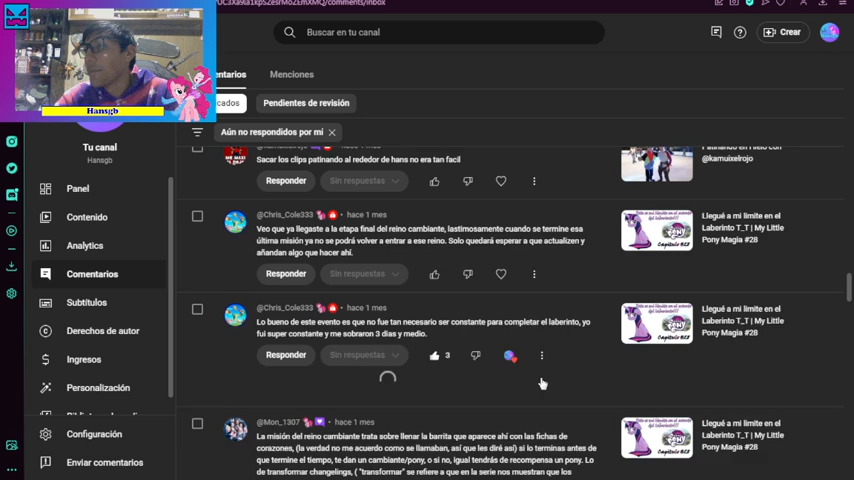 UC3Xa9la1kpSZesrMoZEmXMQ/comments/inbox
Buscar en tu canal
Crear
Menciones
Pendientes de revisión
Aún no respondidos por mí
Hansgb
Tu canal
Hansgb
Panel
Contenido
Analytics
Comentarios
Subtítulos
Derechos de autor
Ingresos
Personalización
Configuración
Enviar comentarios
hace 1 mes
Sacar los clips patinando al rededor de hans no era tan facil
Responder
Sin respuestas
Patinando en Hielo con
@kamuixelrojo
@Chris_Cole333 • hace 1 mes
Veo que ya llegaste a la etapa final del reino cambiante, lastimosamente cuando se termine esa
última misión ya no se podrá volver a entrar a ese reino. Solo quedará esperar a que actualicen y
añandan algo que hacer ahí.
Responder
Sin respuestas
Llegué a mi limite en el
Laberinto T_T | My Little
Pony Magia #28
@Chris_Cole333 • hace 1 mes
Lo bueno de este evento es que no fue tan necesario ser constante para completar el laberinto, yo
fui super constante y me sobraron 3 dias y medio.
Responder
Sin respuestas
3
Llegué a mi limite en el
Laberinto T_T | My Little
Pony Magia #28
@Mon_1307 • hace 1 mes
La misión del reino cambiante trata sobre llenar la barrita que aparece ahí con las fichas de
corazones, (la verdad no me acuerdo como se llamaban, así que les diré así) si lo terminas antes
de que termine el tiempo, te dan un cambiante/pony, o si no, igual tendrás de recompensa un pony. Lo
de transformar changelings, ( "transformar" se refiere a que en la serie nos muestran que los
Llegué a mi limite en el
Laberinto T_T | My Little
Pony Magia #28